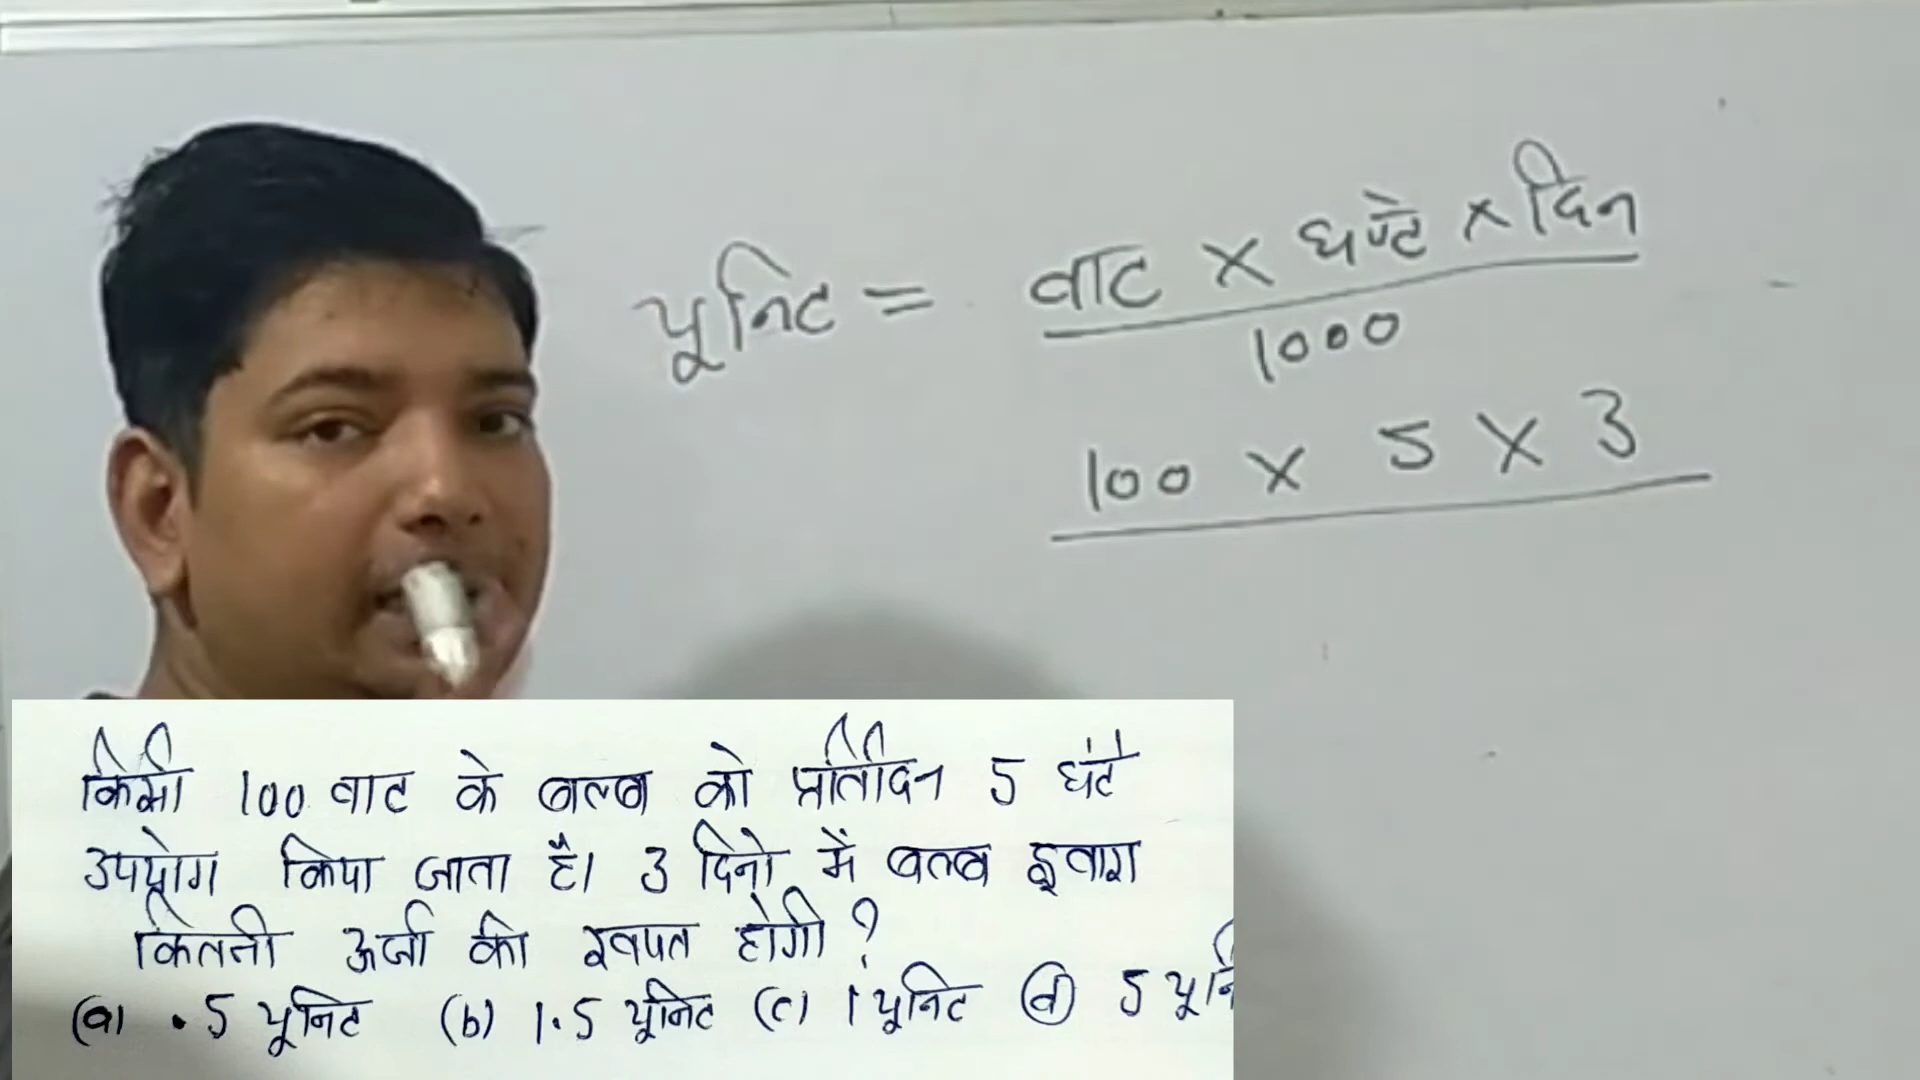 यूनिट = वाट × घण्टे × दिन
1000
100 × 5 × 3
किसी 100 वाट के बल्ब को प्रतिदिन 5 घंटे
उपयोग किया जाता है। 3 दिनो में बल्ब द्वारा
कितनी ऊर्जा की खपत होगी ?
(a) .5 यूनिट (b) 1.5 यूनिट (c) 1 यूनिट (d) 5 यूनि